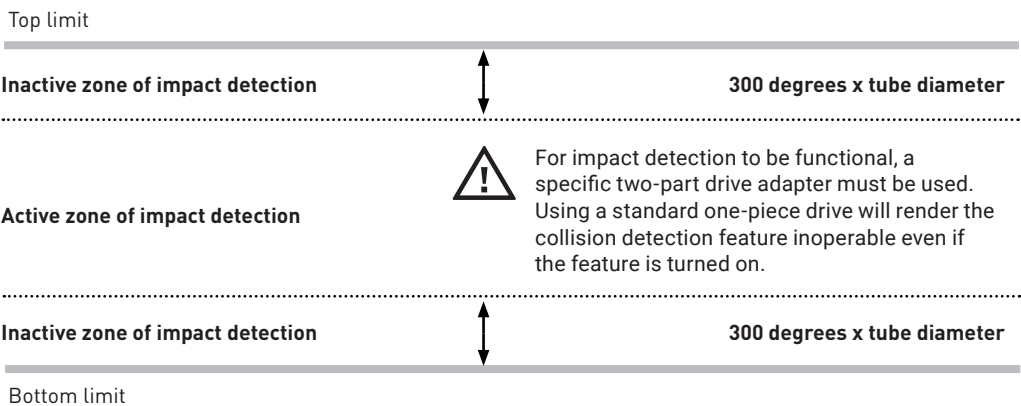 Top limit
Inactive zone of impact detection
300 degrees x tube diameter
For impact detection to be functional, a
specific two-part drive adapter must be used.
Using a standard one-piece drive will render the
collision detection feature inoperable even if
the feature is turned on.
Active zone of impact detection
Inactive zone of impact detection
300 degrees x tube diameter
Bottom limit